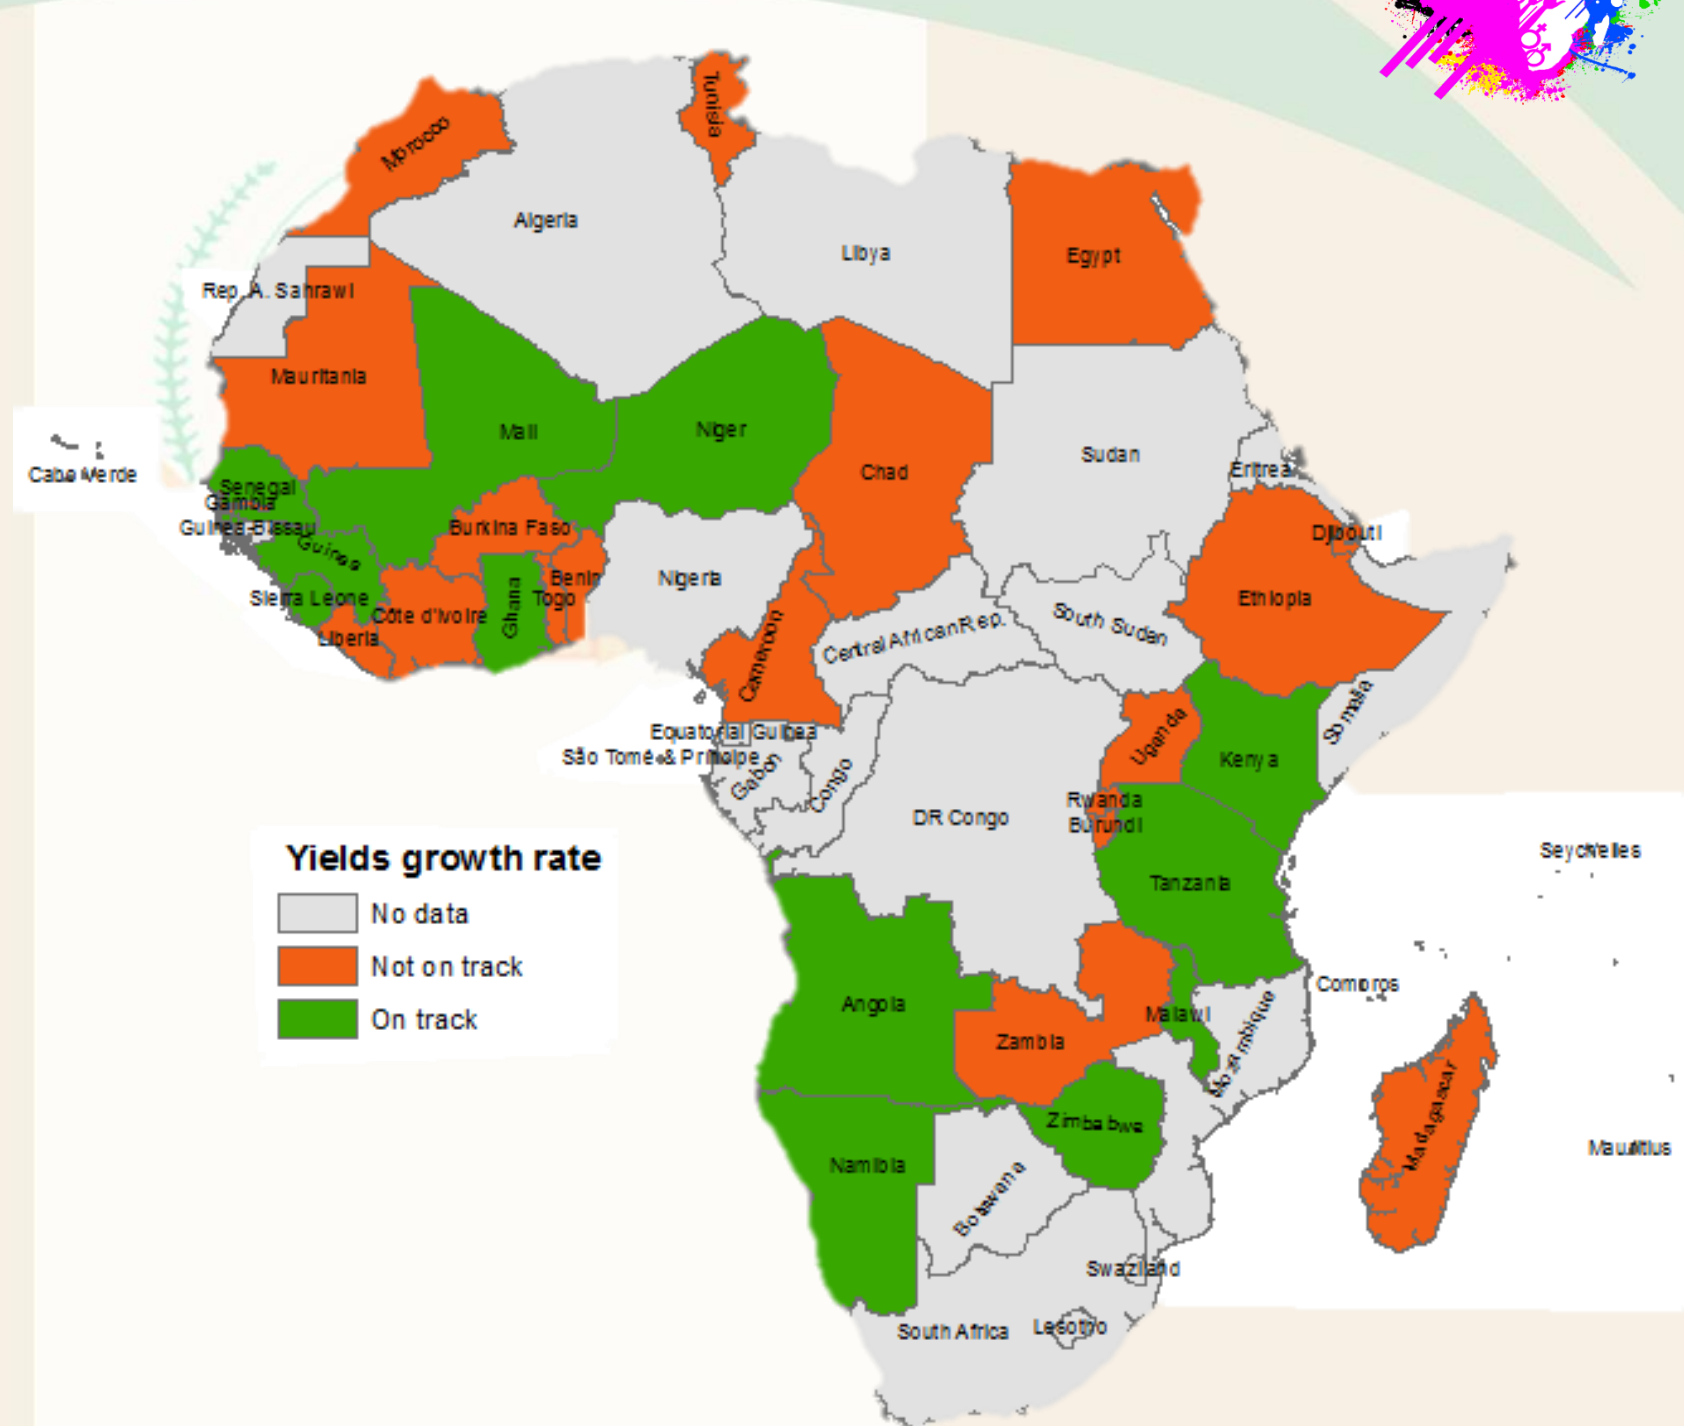 Tunisia
Morocco
Algeria
Libya
Egypt
Rep. A. Sahrawi
Mauritania
Mali
Niger
Chad
Sudan
Eritrea
Cabo Verde
Senegal
Gambia
Guinea-Bissau
Guinea
Burkina Faso
Djibouti
Benin
Nigeria
Sierra Leone
Togo
Ghana
Ethiopia
Côte d'Ivoire
Liberia
Cameroon
Central African Rep.
South Sudan
Somalia
Equatorial Guinea
São Tomé & Príncipe
Gabon
Congo
Uganda
Kenya
Rwanda
DR Congo
Burundi
Yields growth rate
Seychelles
Tanzania
No data
Not on track
On track
Angola
Comoros
Malawi
Zambia
Mozambique
Madagascar
Zimbabwe
Mauritius
Namibia
Botswana
Swaziland
South Africa
Lesotho